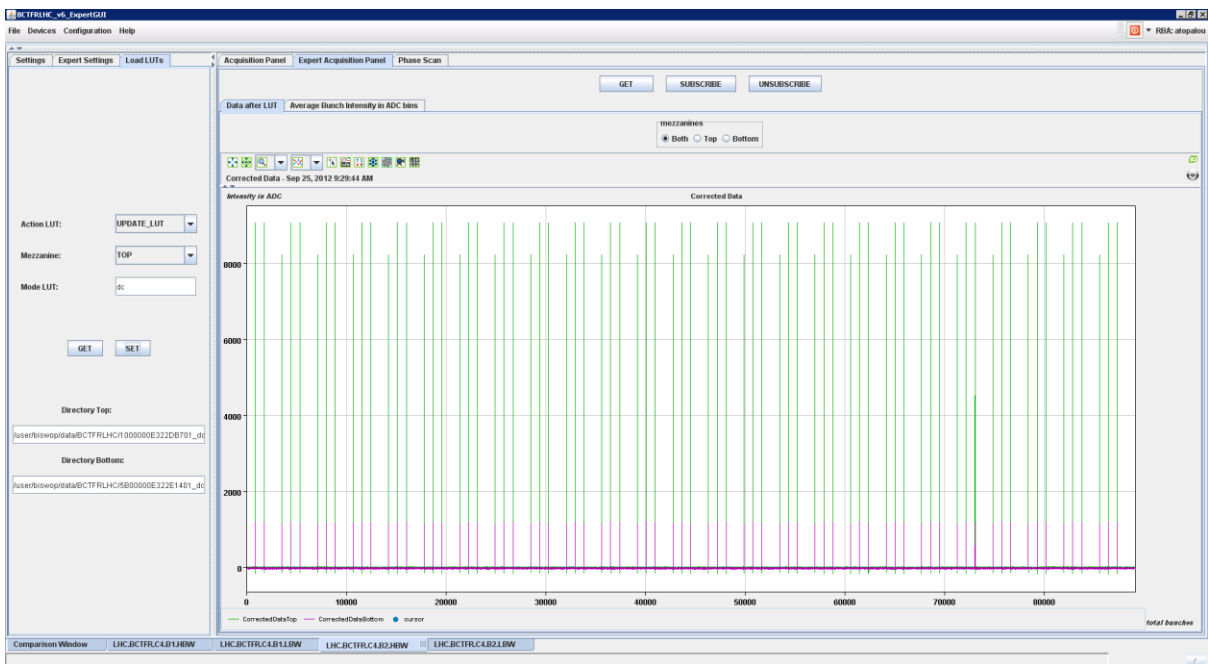 BCTFRLHC_v6_ExpertGUI
File Devices Configuration Help
RBA: atopalou
Settings Expert Settings Load LUTs
Acquisition Panel Expert Acquisition Panel Phase Scan
GET SUBSCRIBE UNSUBSCRIBE
Data after LUT Average Bunch Intensity in ADC bins
mezzanines
Both Top Bottom
Corrected Data - Sep 25, 2012 9:29:44 AM
Intensity in ADC Corrected Data
Action LUT: UPDATE_LUT
Mezzanine: TOP
Mode LUT: dc
GET SET
Directory Top:
/user/biswop/data/BCTFRLHC/1000000E322DB701_dc
Directory Bottom:
/user/biswop/data/BCTFRLHC/5B00000E322E1401_dc
8000
6000
4000
2000
0
0 10000 20000 30000 40000 50000 60000 70000 80000
CorrectedDataTop CorrectedDataBottom cursor
total bunches
Comparison Window LHC.BCTFR.C4.B1.HBW LHC.BCTFR.C4.B1.LBW LHC.BCTFR.C4.B2.HBW LHC.BCTFR.C4.B2.LBW